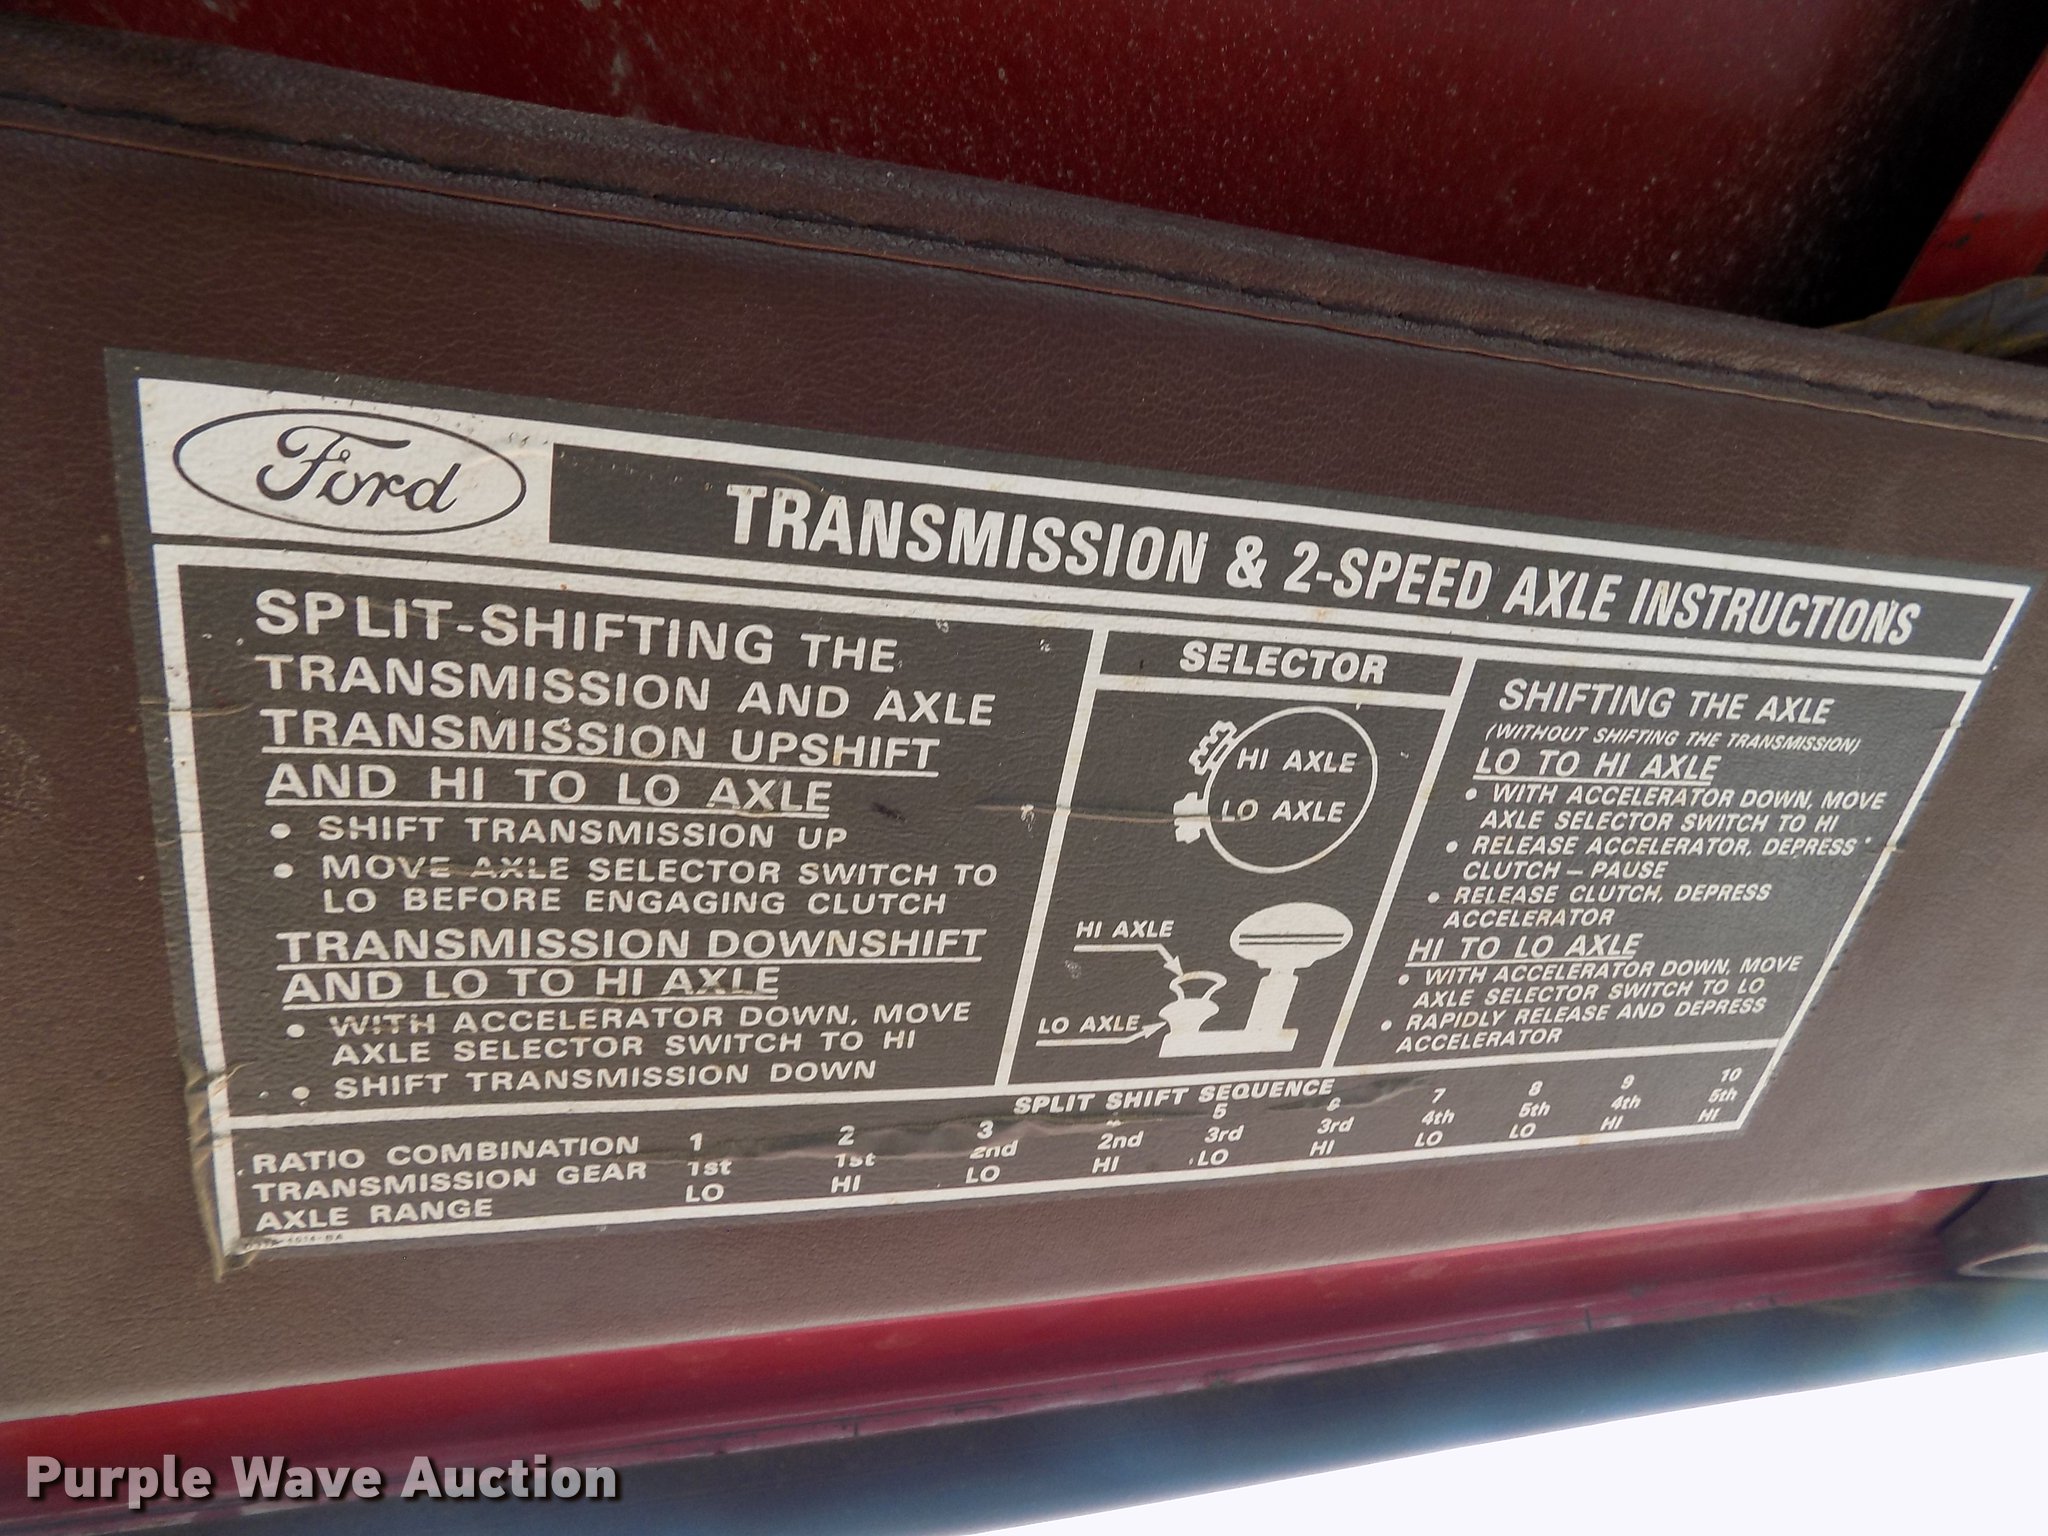 Ford
TRANSMISSION & 2-SPEED AXLE INSTRUCTIONS
SPLIT-SHIFTING THE
TRANSMISSION AND AXLE
TRANSMISSION UPSHIFT
AND HI TO LO AXLE
• SHIFT TRANSMISSION UP
• MOVE AXLE SELECTOR SWITCH TO
LO BEFORE ENGAGING CLUTCH
TRANSMISSION DOWNSHIFT
AND LO TO HI AXLE
• WITH ACCELERATOR DOWN, MOVE
AXLE SELECTOR SWITCH TO HI
• SHIFT TRANSMISSION DOWN
SELECTOR
HI AXLE
LO AXLE
HI AXLE
LO AXLE
SHIFTING THE AXLE
(WITHOUT SHIFTING THE TRANSMISSION)
LO TO HI AXLE
• WITH ACCELERATOR DOWN, MOVE
AXLE SELECTOR SWITCH TO HI
• RELEASE ACCELERATOR, DEPRESS
CLUTCH – PAUSE
• RELEASE CLUTCH, DEPRESS
ACCELERATOR
HI TO LO AXLE
• WITH ACCELERATOR DOWN, MOVE
AXLE SELECTOR SWITCH TO LO
• RAPIDLY RELEASE AND DEPRESS
ACCELERATOR
SPLIT SHIFT SEQUENCE
RATIO COMBINATION 1 2 3 4 5 6 7 8 9 10
TRANSMISSION GEAR 1st 1st 2nd 2nd 3rd 3rd 4th 5th 4th 5th
AXLE RANGE LO HI LO HI LO HI LO LO HI HI
Purple Wave Auction